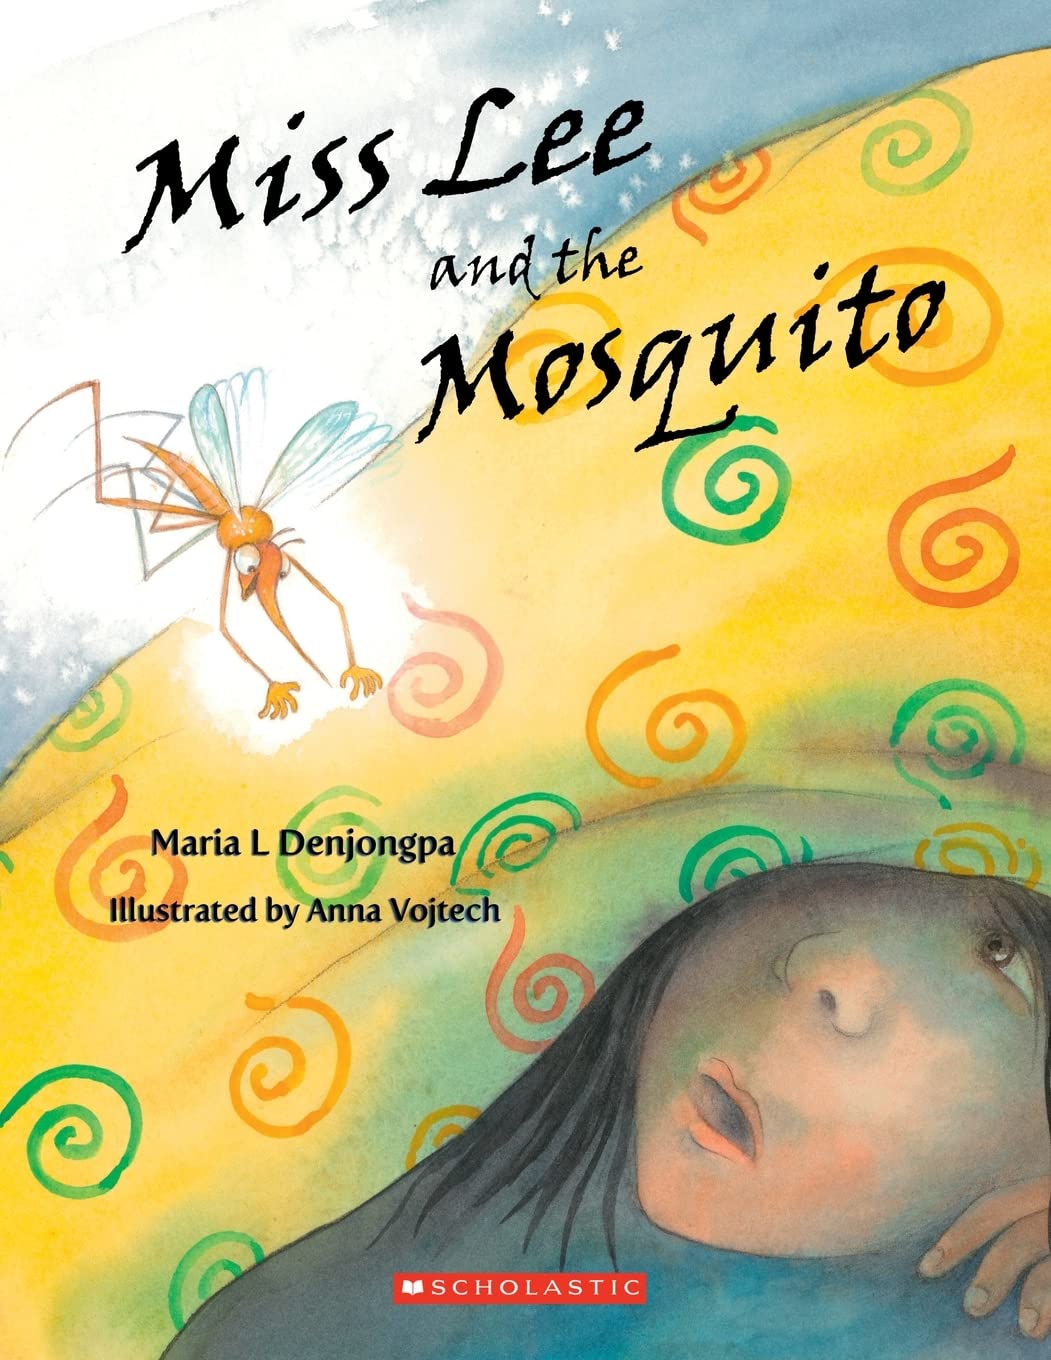 Miss Lee
and the
Mosquito
Maria L Denjongpa
Illustrated by Anna Vojtech
SCHOLASTIC